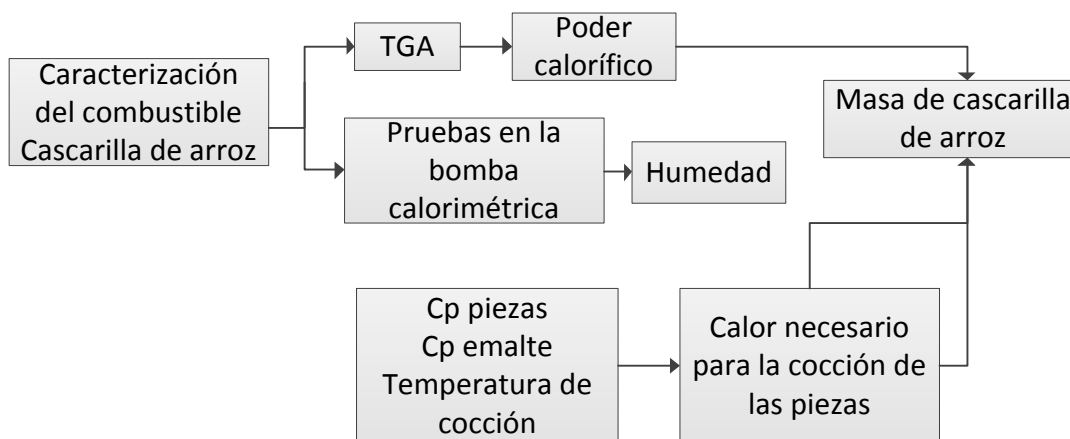 Caracterización
del combustible
Cascarilla de arroz
TGA
Poder
calorífico
Masa de cascarilla
de arroz
Pruebas en la
bomba
calorimétrica
Humedad
Cp piezas
Cp emalte
Temperatura de
cocción
Calor necesario
para la cocción de
las piezas